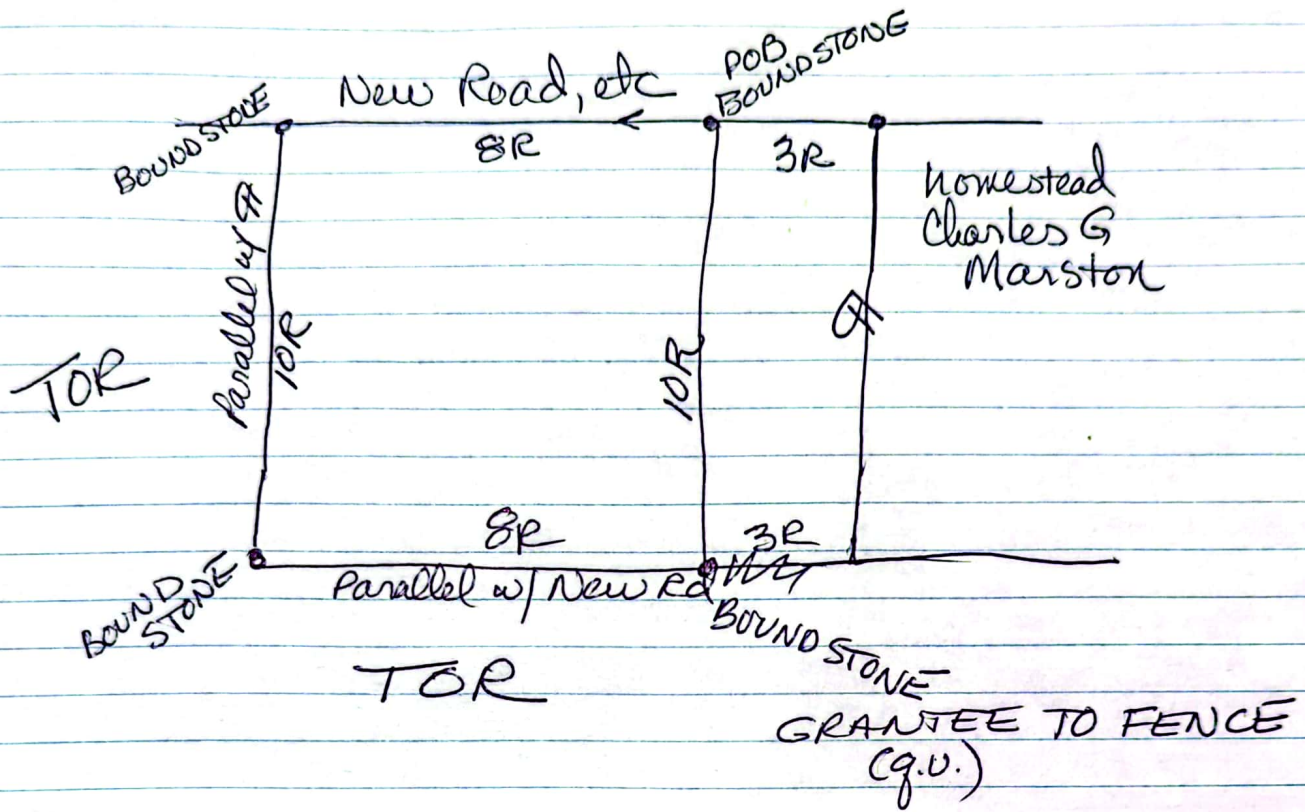 New Road, etc
POB
BOUNDSTONE
BOUNDSTONE
8R
3R
Homestead
Charles G
Marston
Parallel w/
10R
10R
TOR
8R
3R
Parallel w/ New Rd
BOUND
STONE
BOUNDSTONE
TOR
GRANTEE TO FENCE
(q.v.)